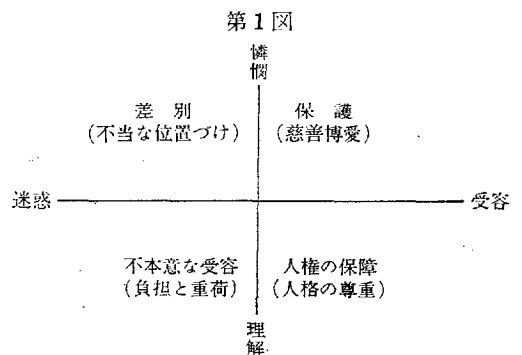 第1図
憐憫
差別 保護
(不当な位置づけ) (慈善博愛)
迷惑 受容
不本意な受容 人権の保障
(負担と重荷) (人格の尊重)
理解